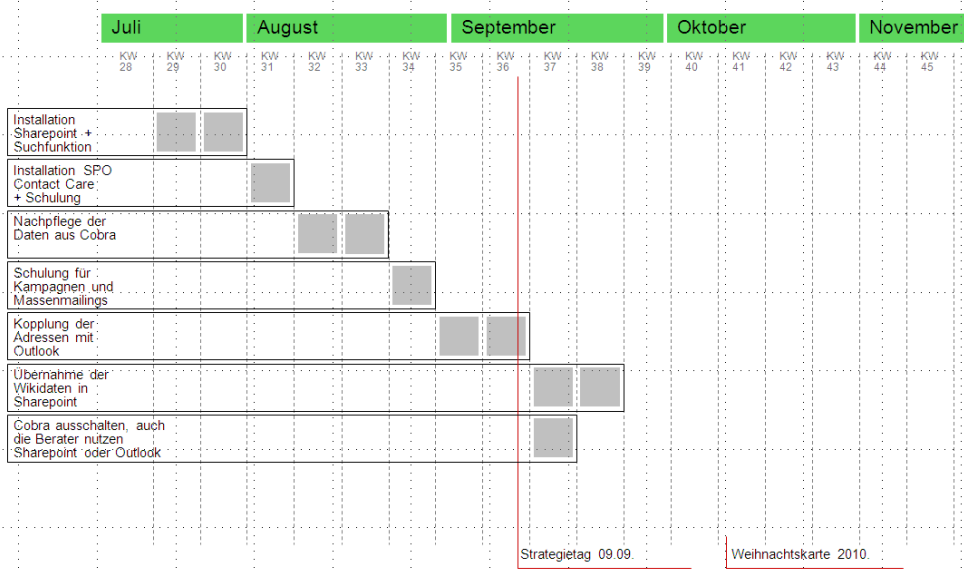 Juli August September Oktober November
KW KW KW KW KW KW KW KW KW KW KW KW KW KW KW KW KW KW
28 29 30 31 32 33 34 35 36 37 38 39 40 41 42 43 44 45
Installation
Sharepoint +
Suchfunktion
Installation SPO
Contact Care
+ Schulung
Nachpflege der
Daten aus Cobra
Schulung für
Kampagnen und
Massenmailings
Kopplung der
Adressen mit
Outlook
Übernahme der
Wikidaten in
Sharepoint
Cobra ausschalten, auch
die Berater nutzen
Sharepoint oder Outlook
Strategietag 09.09. Weihnachtskarte 2010.